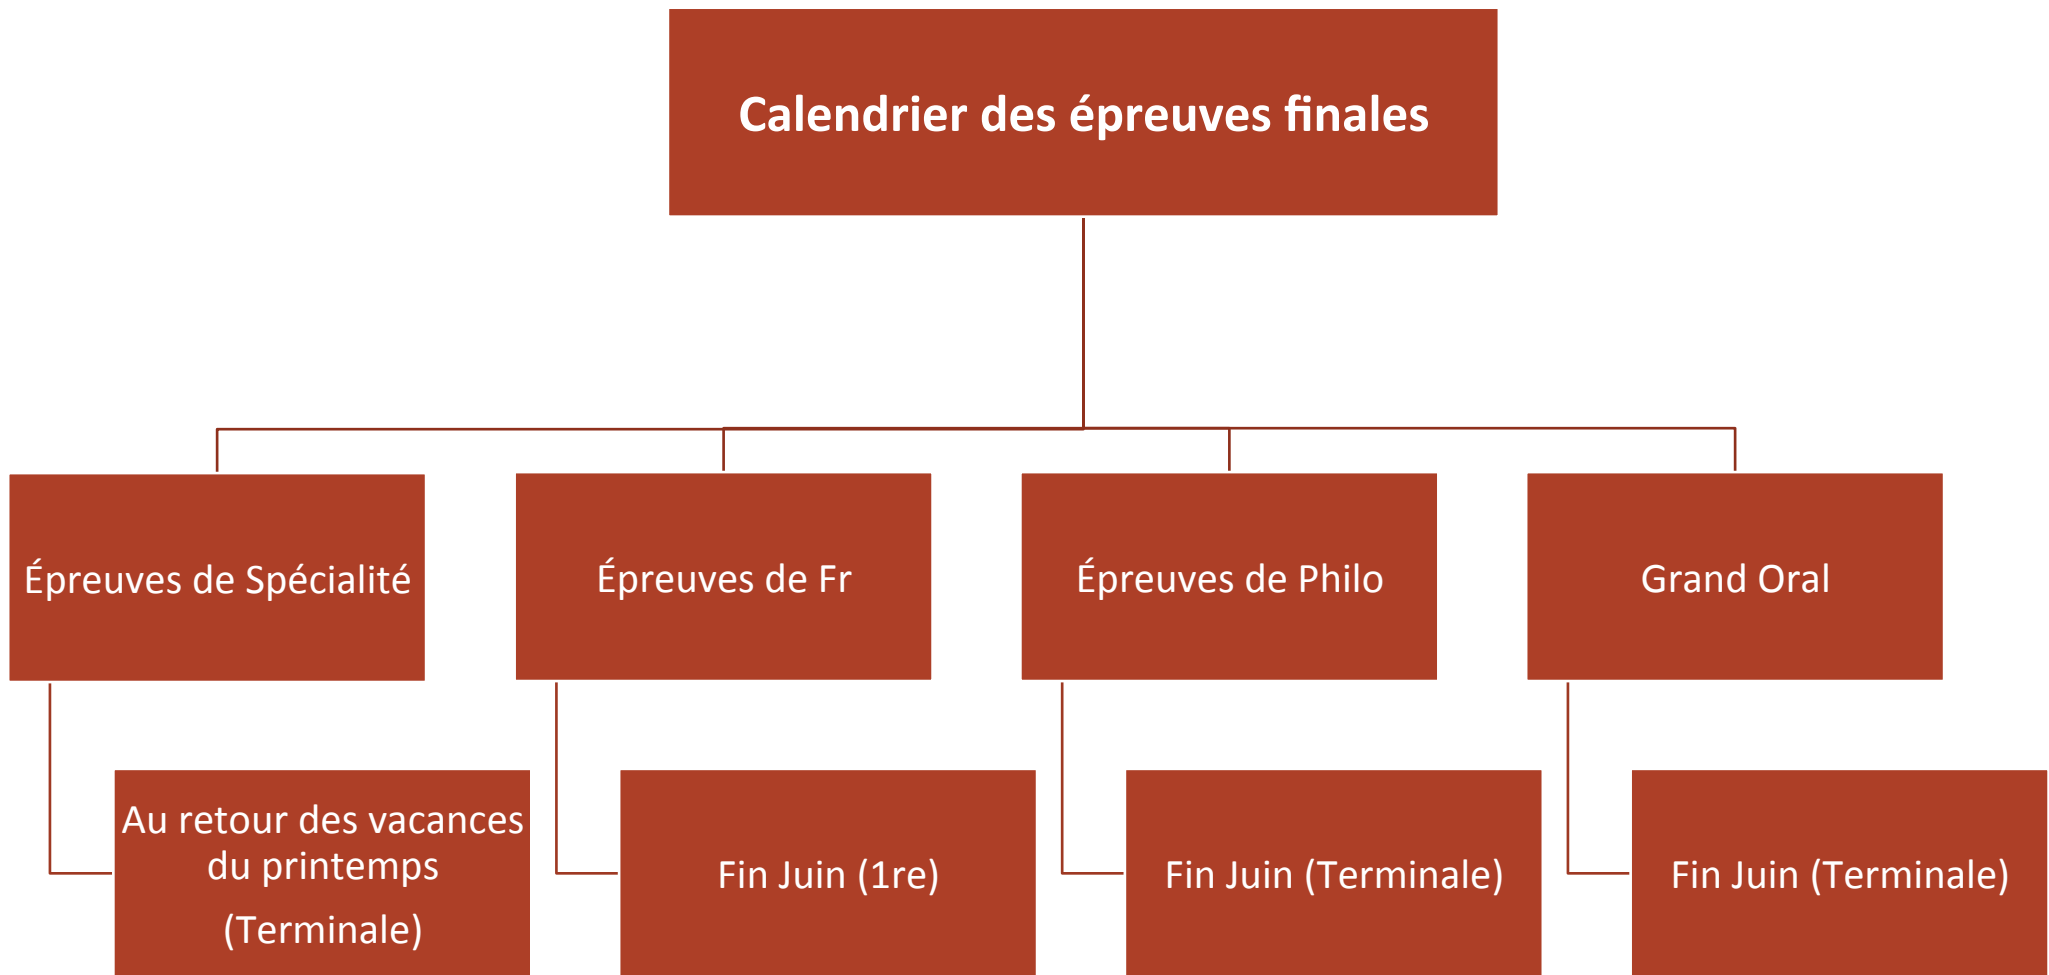 Calendrier des épreuves finales
Épreuves de Spécialité
Épreuves de Fr
Épreuves de Philo
Grand Oral
Au retour des vacances
du printemps
(Terminale)
Fin Juin (1re)
Fin Juin (Terminale)
Fin Juin (Terminale)